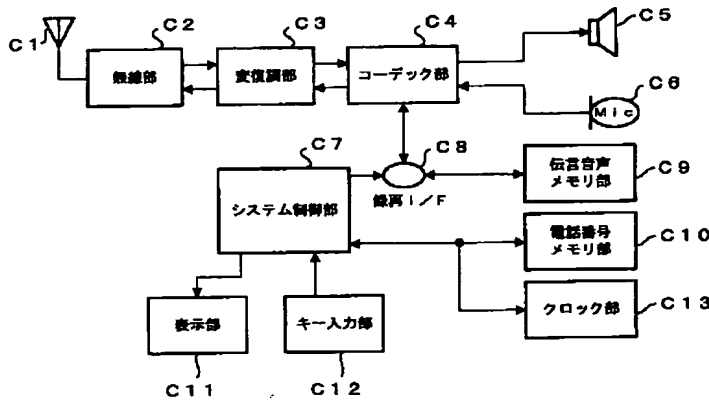 C1
C2
C3
C4
C5
無線部
変復調部
コーデック部
C6
Mic
C7
C8
システム制御部
録再I/F
伝言音声
メモリ部
C9
電話番号
メモリ部
C10
表示部
キー入力部
クロック部
C13
C11
C12